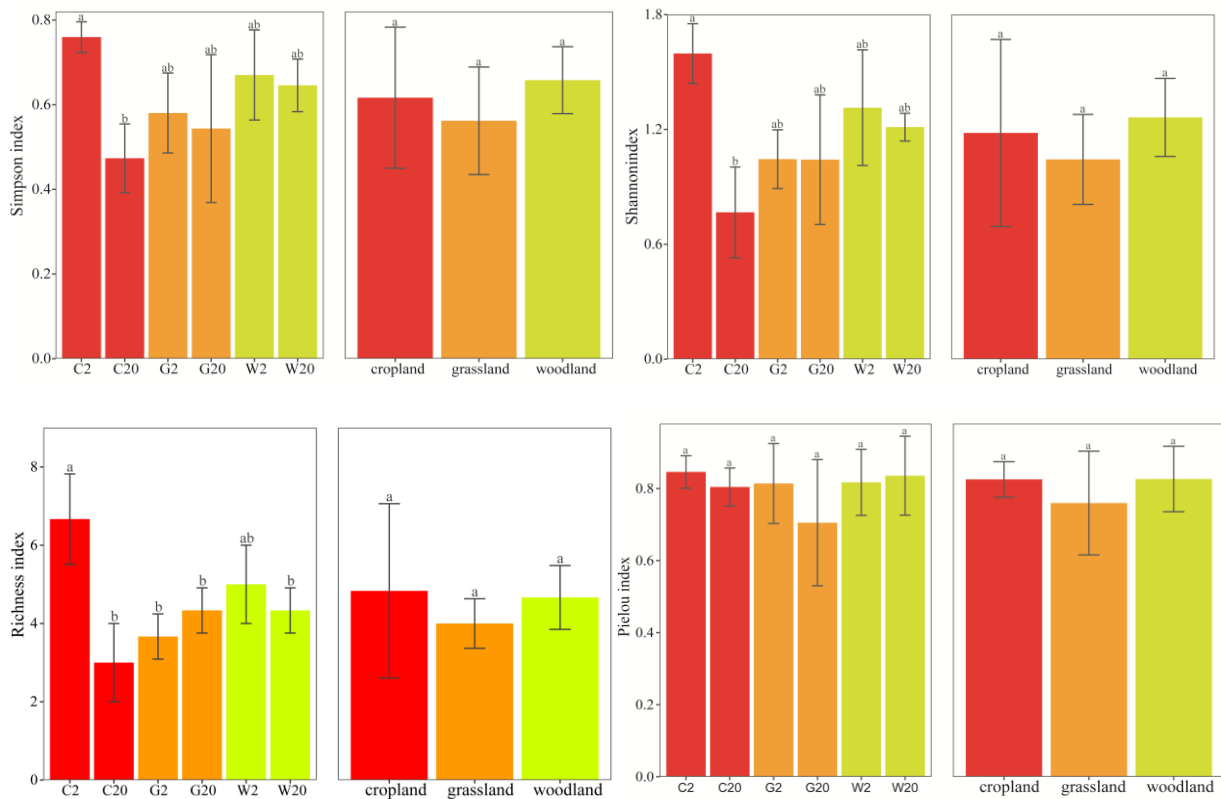 Simpson index
0.8
0.6
0.4
0.2
0.0
a
b
ab
ab
ab
ab
C2 C20 G2 G20 W2 W20
a
a
a
cropland grassland woodland
Shannonindex
1.8
1.2
0.6
0.0
a
b
ab
ab
ab
ab
C2 C20 G2 G20 W2 W20
a
a
a
cropland grassland woodland
Richness index
8
6
4
2
0
a
b
b
b
ab
b
C2 C20 G2 G20 W2 W20
a
a
a
cropland grassland woodland
Pielou index
0.8
0.6
0.4
0.2
0.0
a
a
a
a
a
a
C2 C20 G2 G20 W2 W20
a
a
a
cropland grassland woodland